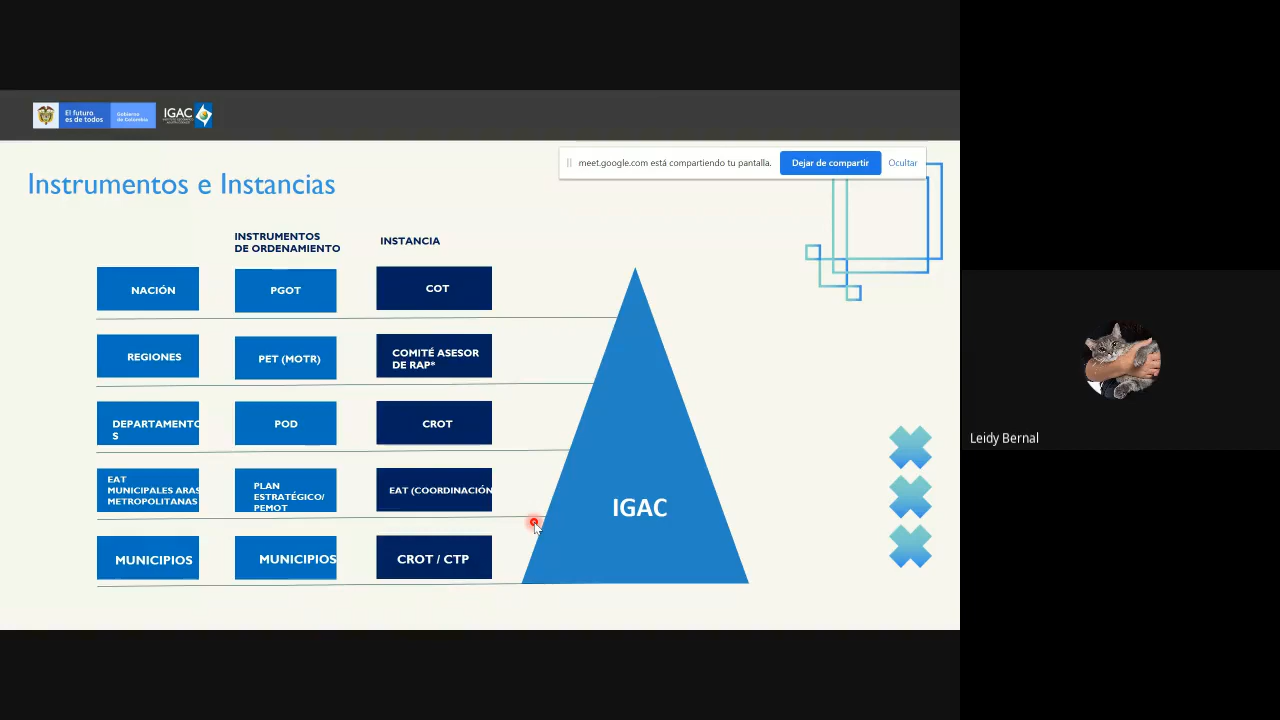 El futuro
es de todos
Gobierno
de Colombia
IGAC
meet.google.com está compartiendo tu pantalla.
Dejar de compartir
Ocultar
Instrumentos e Instancias
INSTRUMENTOS
DE ORDENAMIENTO
INSTANCIA
NACIÓN
PGOT
COT
REGIONES
PET (MOTR)
COMITÉ ASESOR
DE RAP*
DEPARTAMENTO
S
POD
CROT
EAT
MUNICIPALES ARAS
METROPOLITANAS
PLAN
ESTRATÉGICO/
PEMOT
EAT (COORDINACIÓN
IGAC
MUNICIPIOS
MUNICIPIOS
CROT / CTP
Leidy Bernal